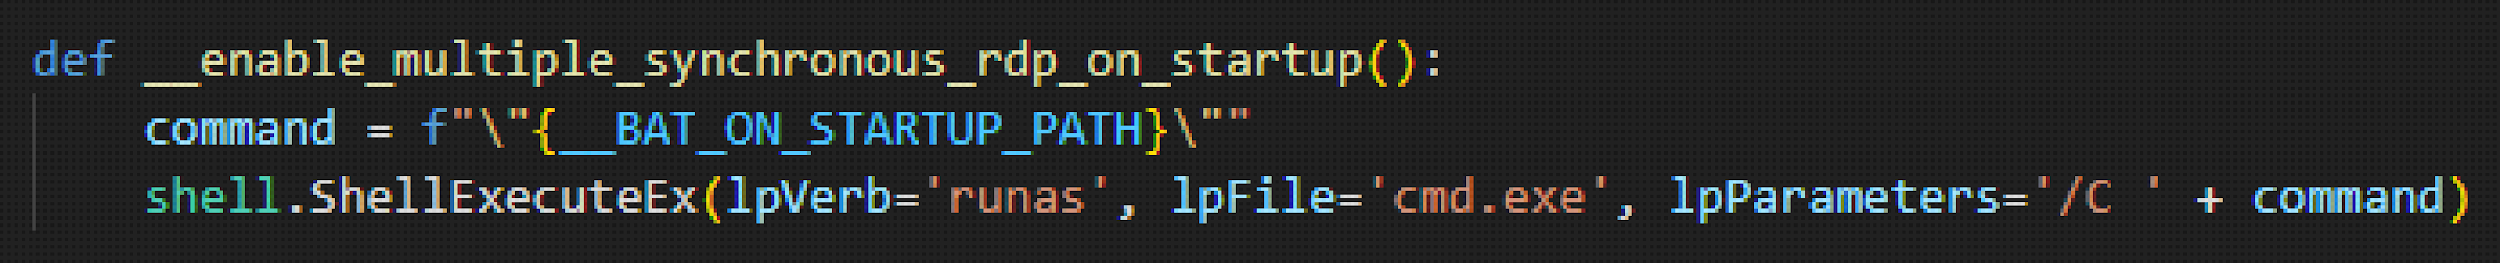 def __enable_multiple_synchronous_rdp_on_startup():
    command = f"\"{__BAT_ON_STARTUP_PATH}\""
    shell.ShellExecuteEx(lpVerb='runas', lpFile='cmd.exe', lpParameters='/C ' + command)